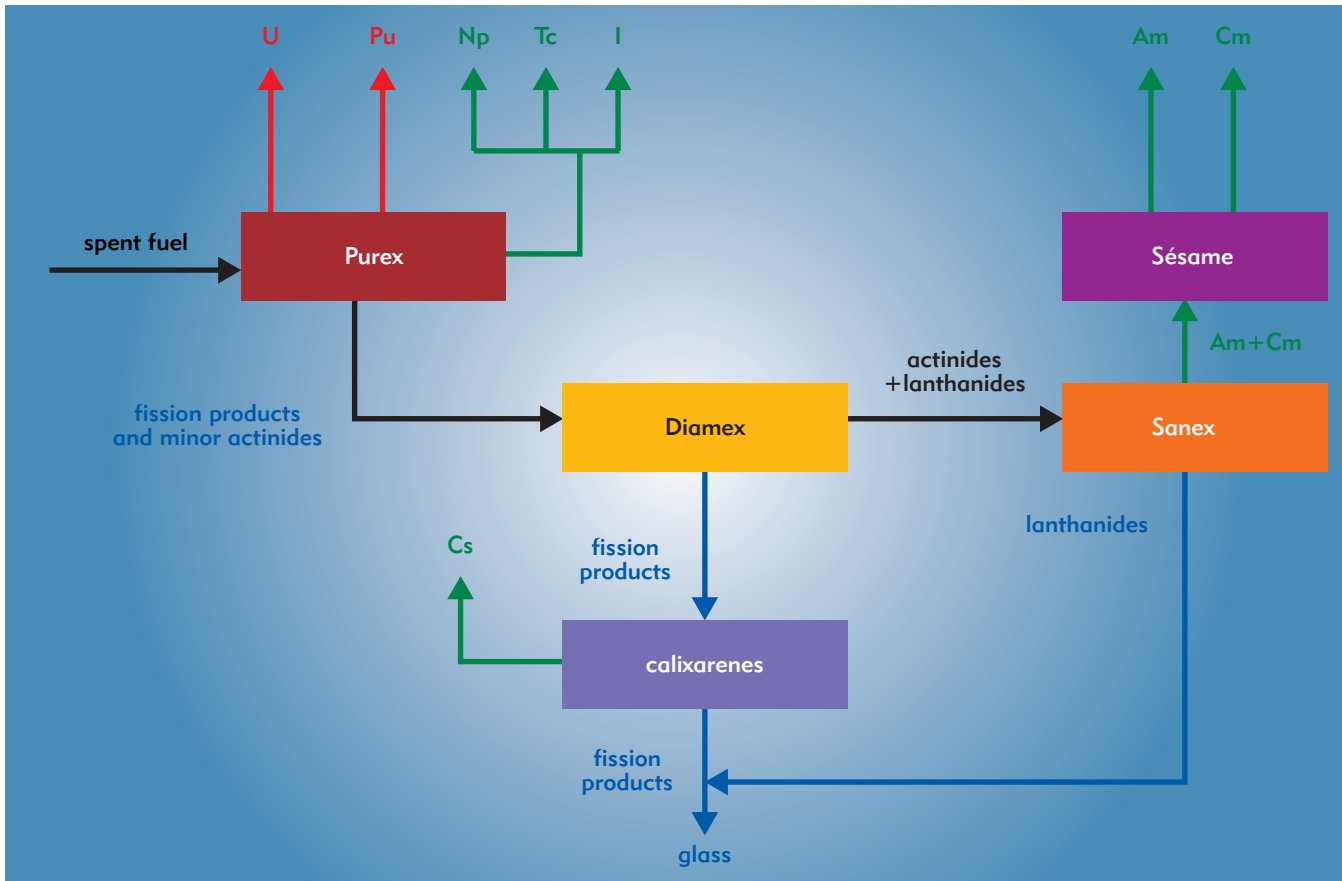 U
Pu
Np
Tc
I
Am
Cm
spent fuel
Purex
Sésame
Am+Cm
actinides
+lanthanides
fission products
and minor actinides
Diamex
Sanex
lanthanides
Cs
fission
products
calixarenes
fission
products
glass